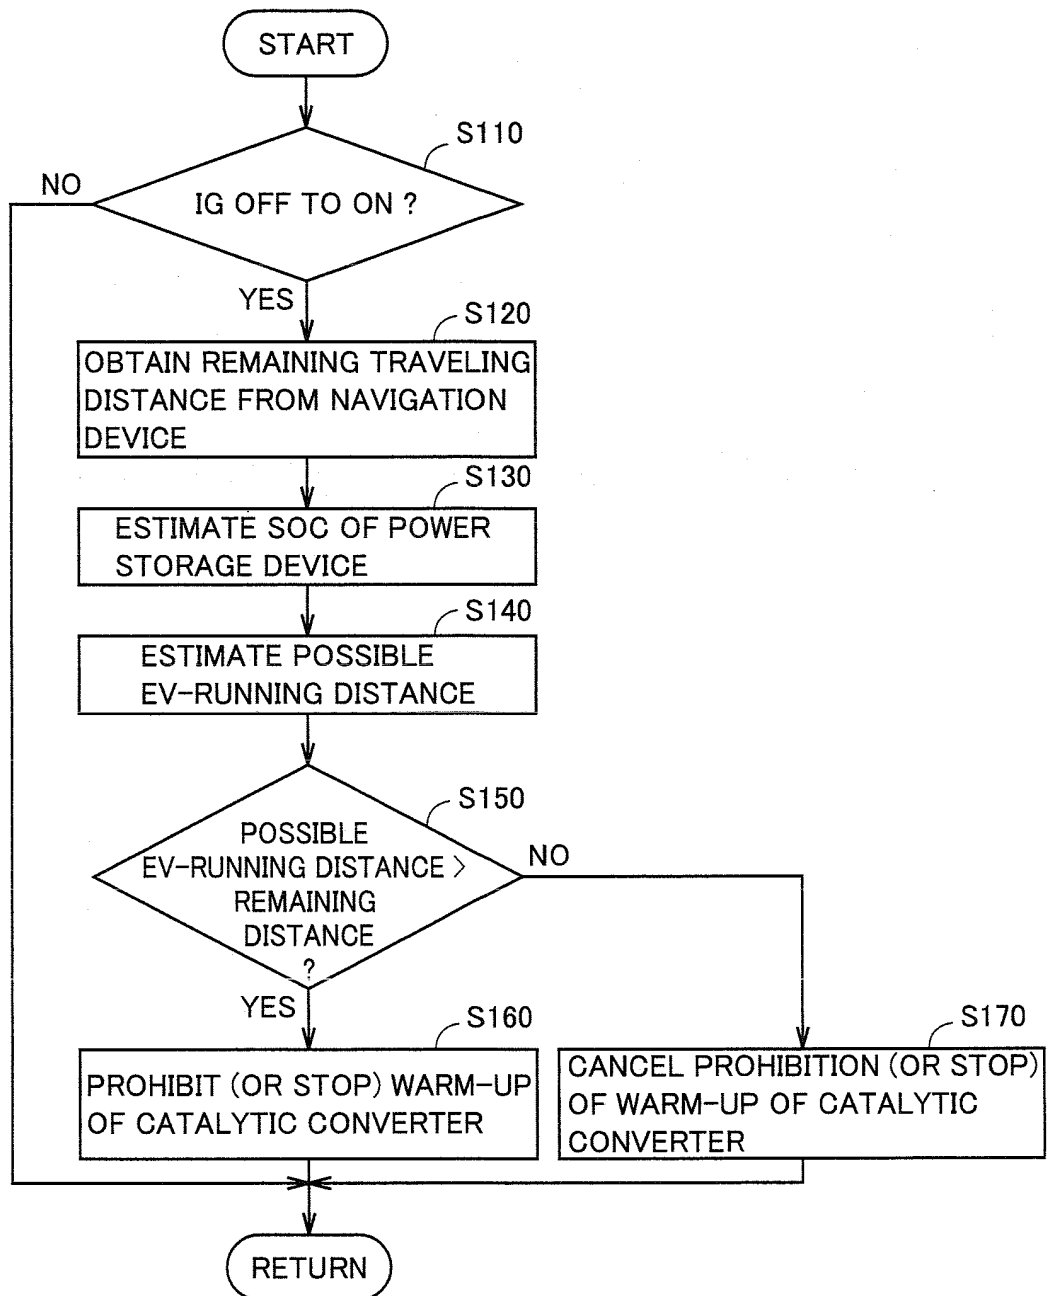 START
S110
NO
IG OFF TO ON ?
YES
S120
OBTAIN REMAINING TRAVELING
DISTANCE FROM NAVIGATION
DEVICE
S130
ESTIMATE SOC OF POWER
STORAGE DEVICE
S140
ESTIMATE POSSIBLE
EV-RUNNING DISTANCE
S150
POSSIBLE
EV-RUNNING DISTANCE >
REMAINING
DISTANCE
?
NO
YES
S160
PROHIBIT (OR STOP) WARM-UP
OF CATALYTIC CONVERTER
S170
CANCEL PROHIBITION (OR STOP)
OF WARM-UP OF CATALYTIC
CONVERTER
RETURN